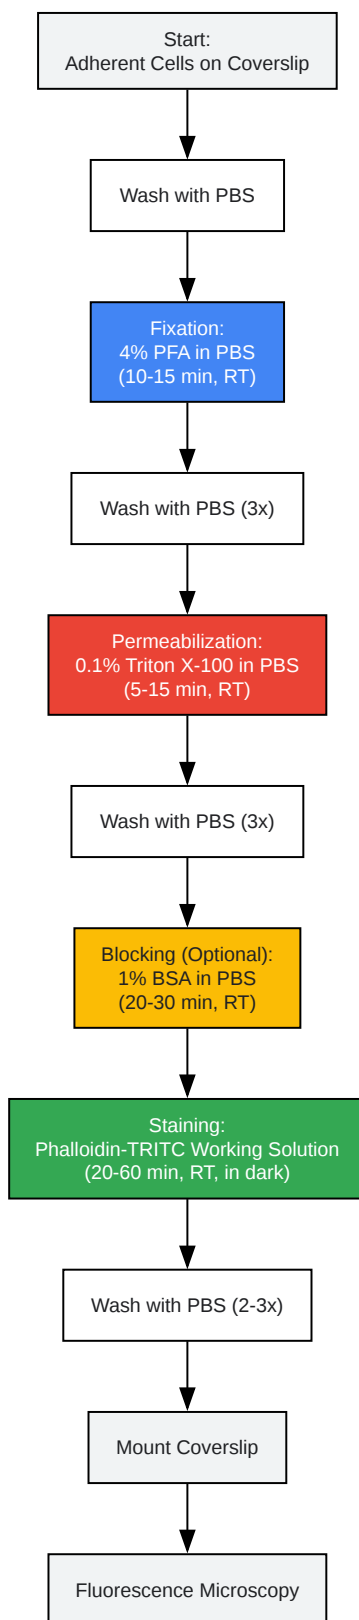 Start:
Adherent Cells on Coverslip
Wash with PBS
Fixation:
4% PFA in PBS
(10-15 min, RT)
Wash with PBS (3x)
Permeabilization:
0.1% Triton X-100 in PBS
(5-15 min, RT)
Wash with PBS (3x)
Blocking (Optional):
1% BSA in PBS
(20-30 min, RT)
Staining:
Phalloidin-TRITC Working Solution
(20-60 min, RT, in dark)
Wash with PBS (2-3x)
Mount Coverslip
Fluorescence Microscopy